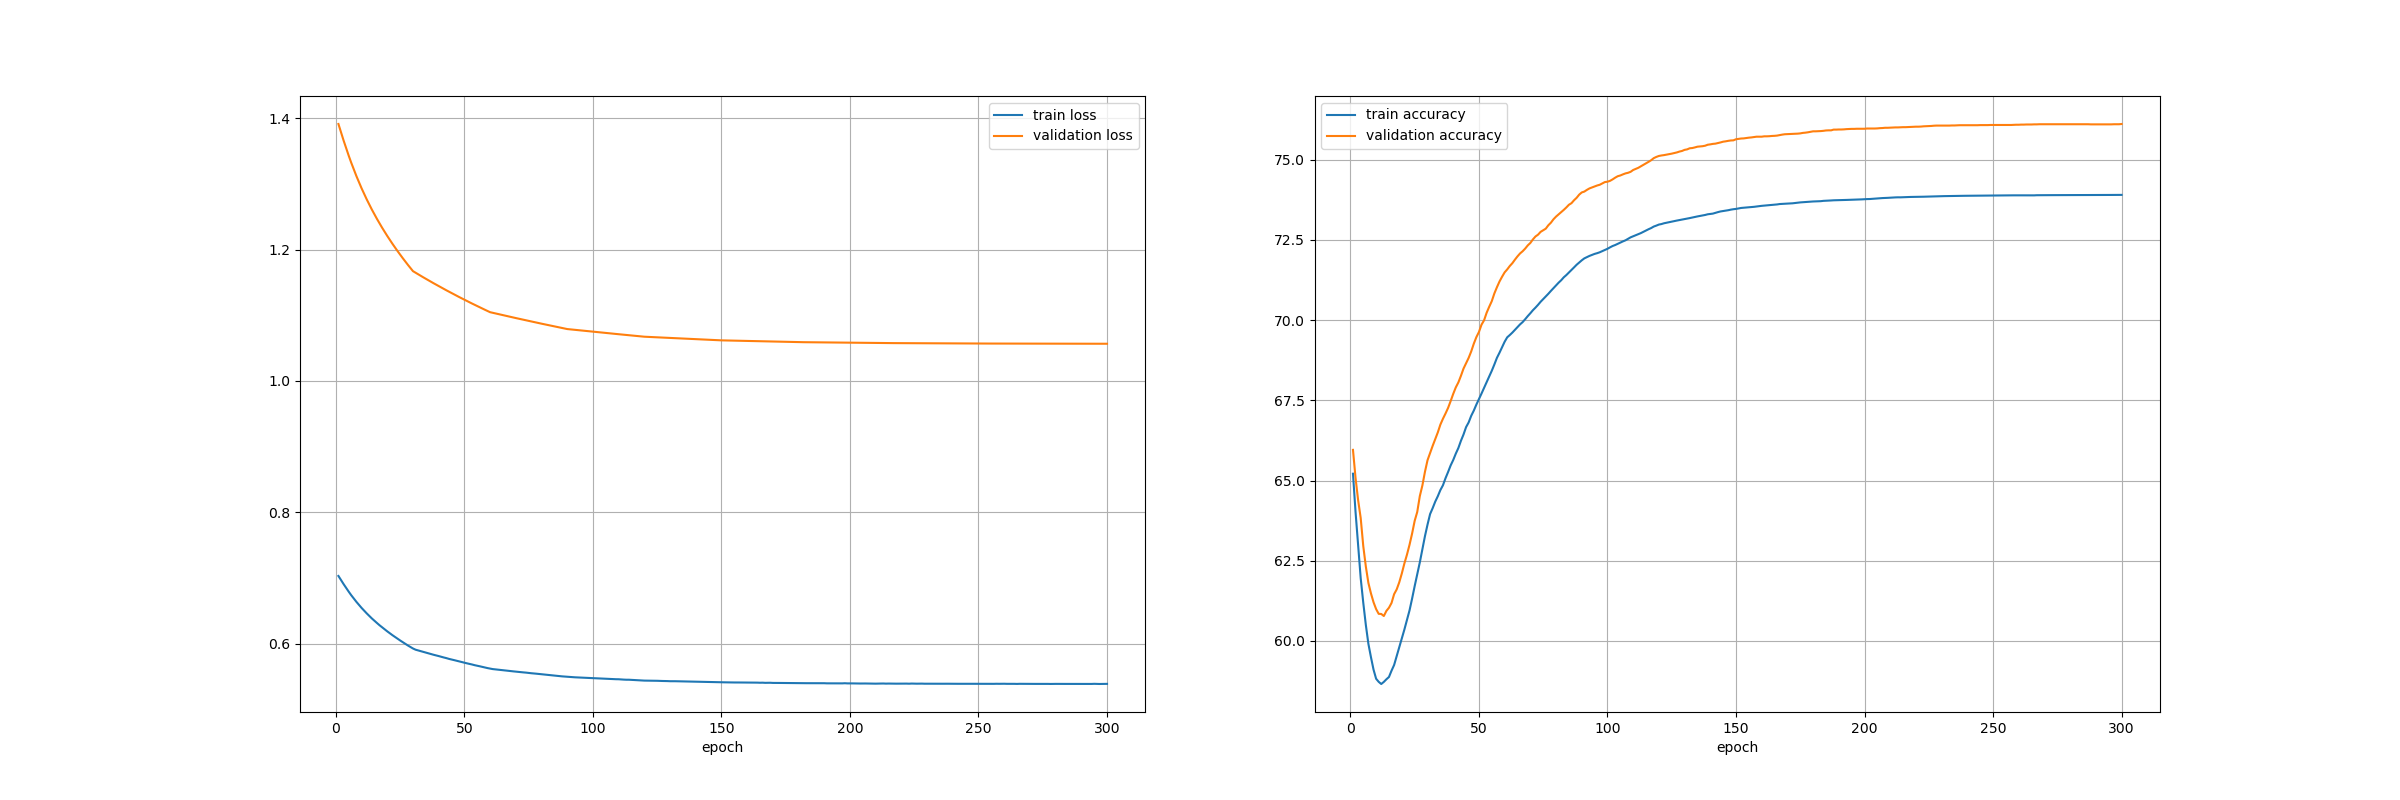 train loss
validation loss
1.4
1.2
1.0
0.8
0.6
0 50 100 150 200 250 300
epoch
train accuracy
validation accuracy
75.0
72.5
70.0
67.5
65.0
62.5
60.0
0 50 100 150 200 250 300
epoch